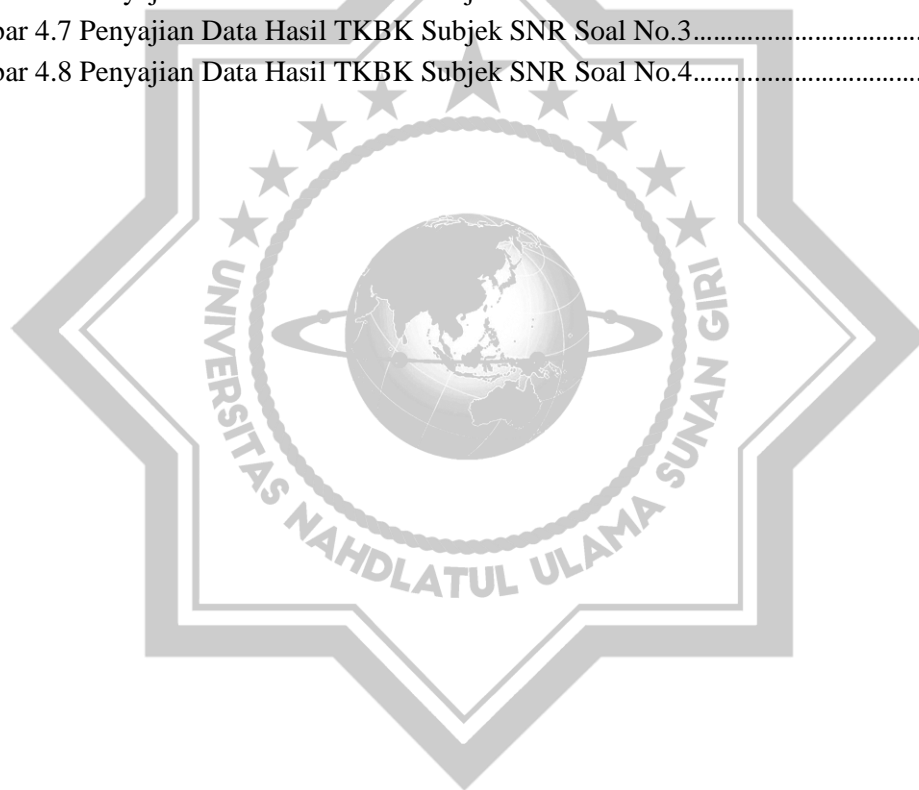 bar 4.7 Penyajian Data Hasil TKBK Subjek SNR Soal No.3
bar 4.8 Penyajian Data Hasil TKBK Subjek SNR Soal No.4
UNIVERSITAS NAHDLATUL ULAMA SUNAN GIRI